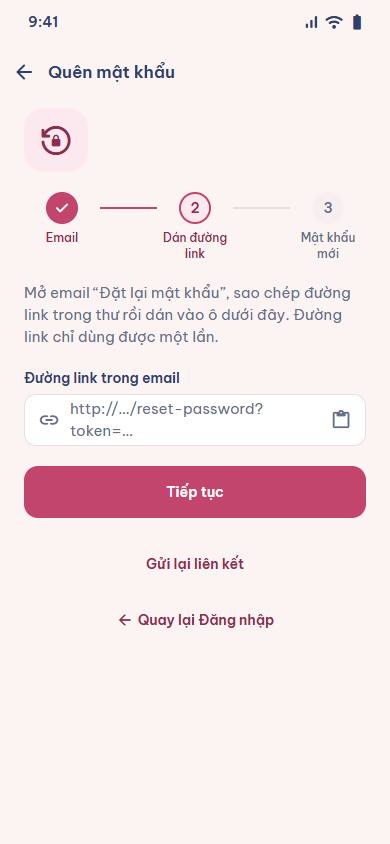 9:41
Quên mật khẩu
2
3
Email
Dán đường
link
Mật khẩu
mới
Mở email “Đặt lại mật khẩu”, sao chép đường
link trong thư rồi dán vào ô dưới đây. Đường
link chỉ dùng được một lần.
Đường link trong email
http://.../reset-password?
token=...
Tiếp tục
Gửi lại liên kết
Quay lại Đăng nhập